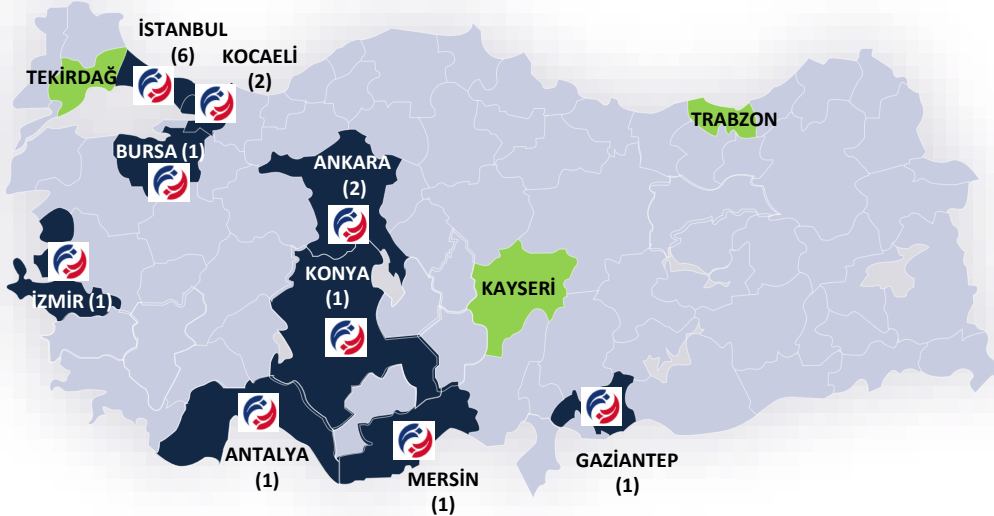 İSTANBUL
(6)
KOCAELİ
(2)
TEKİRDAĞ
TRABZON
BURSA (1)
ANKARA
(2)
KONYA
(1)
KAYSERİ
İZMİR (1)
ANTALYA
(1)
MERSİN
(1)
GAZİANTEP
(1)